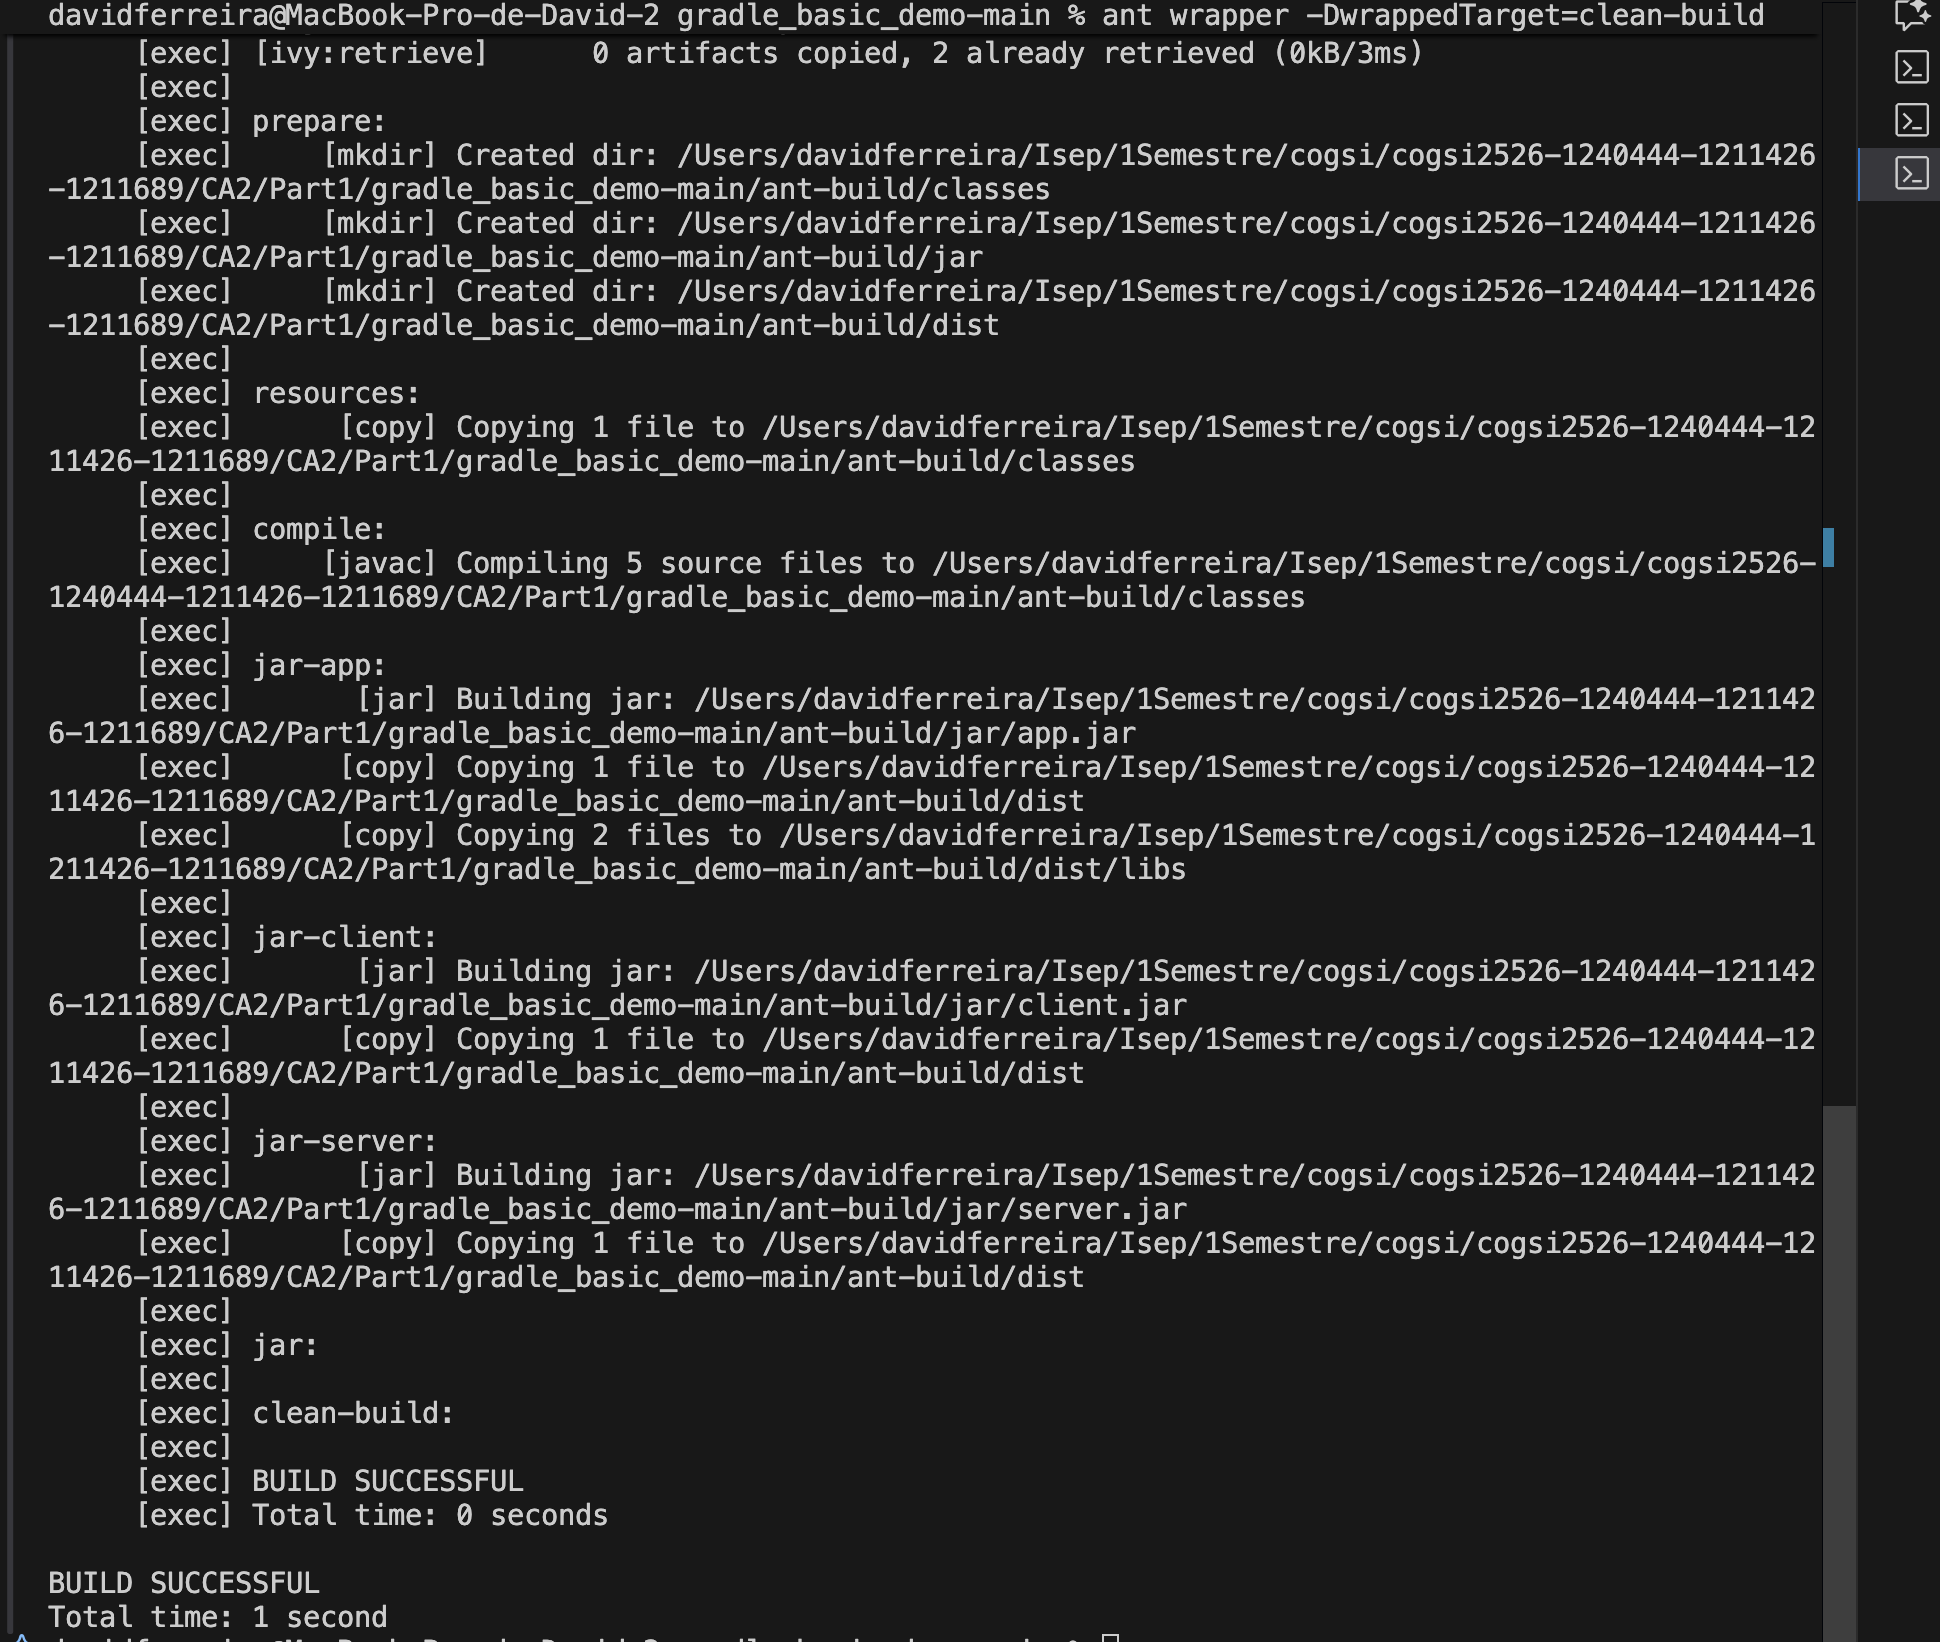 davidferreira@MacBook-Pro-de-David-2 gradle_basic_demo-main % ant wrapper -DwrappedTarget=clean-build
[exec] [ivy:retrieve] 0 artifacts copied, 2 already retrieved (0kB/3ms)
[exec]
[exec] prepare:
[exec] [mkdir] Created dir: /Users/davidferreira/Isep/1Semestre/cogsi/cogsi2526-1240444-1211426
-1211689/CA2/Part1/gradle_basic_demo-main/ant-build/classes
[exec] [mkdir] Created dir: /Users/davidferreira/Isep/1Semestre/cogsi/cogsi2526-1240444-1211426
-1211689/CA2/Part1/gradle_basic_demo-main/ant-build/jar
[exec] [mkdir] Created dir: /Users/davidferreira/Isep/1Semestre/cogsi/cogsi2526-1240444-1211426
-1211689/CA2/Part1/gradle_basic_demo-main/ant-build/dist
[exec]
[exec] resources:
[exec] [copy] Copying 1 file to /Users/davidferreira/Isep/1Semestre/cogsi/cogsi2526-1240444-12
11426-1211689/CA2/Part1/gradle_basic_demo-main/ant-build/classes
[exec]
[exec] compile:
[exec] [javac] Compiling 5 source files to /Users/davidferreira/Isep/1Semestre/cogsi/cogsi2526-
1240444-1211426-1211689/CA2/Part1/gradle_basic_demo-main/ant-build/classes
[exec]
[exec] jar-app:
[exec] [jar] Building jar: /Users/davidferreira/Isep/1Semestre/cogsi/cogsi2526-1240444-121142
6-1211689/CA2/Part1/gradle_basic_demo-main/ant-build/jar/app.jar
[exec] [copy] Copying 1 file to /Users/davidferreira/Isep/1Semestre/cogsi/cogsi2526-1240444-12
11426-1211689/CA2/Part1/gradle_basic_demo-main/ant-build/dist
[exec] [copy] Copying 2 files to /Users/davidferreira/Isep/1Semestre/cogsi/cogsi2526-1240444-1
211426-1211689/CA2/Part1/gradle_basic_demo-main/ant-build/dist/libs
[exec]
[exec] jar-client:
[exec] [jar] Building jar: /Users/davidferreira/Isep/1Semestre/cogsi/cogsi2526-1240444-121142
6-1211689/CA2/Part1/gradle_basic_demo-main/ant-build/jar/client.jar
[exec] [copy] Copying 1 file to /Users/davidferreira/Isep/1Semestre/cogsi/cogsi2526-1240444-12
11426-1211689/CA2/Part1/gradle_basic_demo-main/ant-build/dist
[exec]
[exec] jar-server:
[exec] [jar] Building jar: /Users/davidferreira/Isep/1Semestre/cogsi/cogsi2526-1240444-121142
6-1211689/CA2/Part1/gradle_basic_demo-main/ant-build/jar/server.jar
[exec] [copy] Copying 1 file to /Users/davidferreira/Isep/1Semestre/cogsi/cogsi2526-1240444-12
11426-1211689/CA2/Part1/gradle_basic_demo-main/ant-build/dist
[exec]
[exec] jar:
[exec]
[exec] clean-build:
[exec]
[exec] BUILD SUCCESSFUL
[exec] Total time: 0 seconds
BUILD SUCCESSFUL
Total time: 1 second